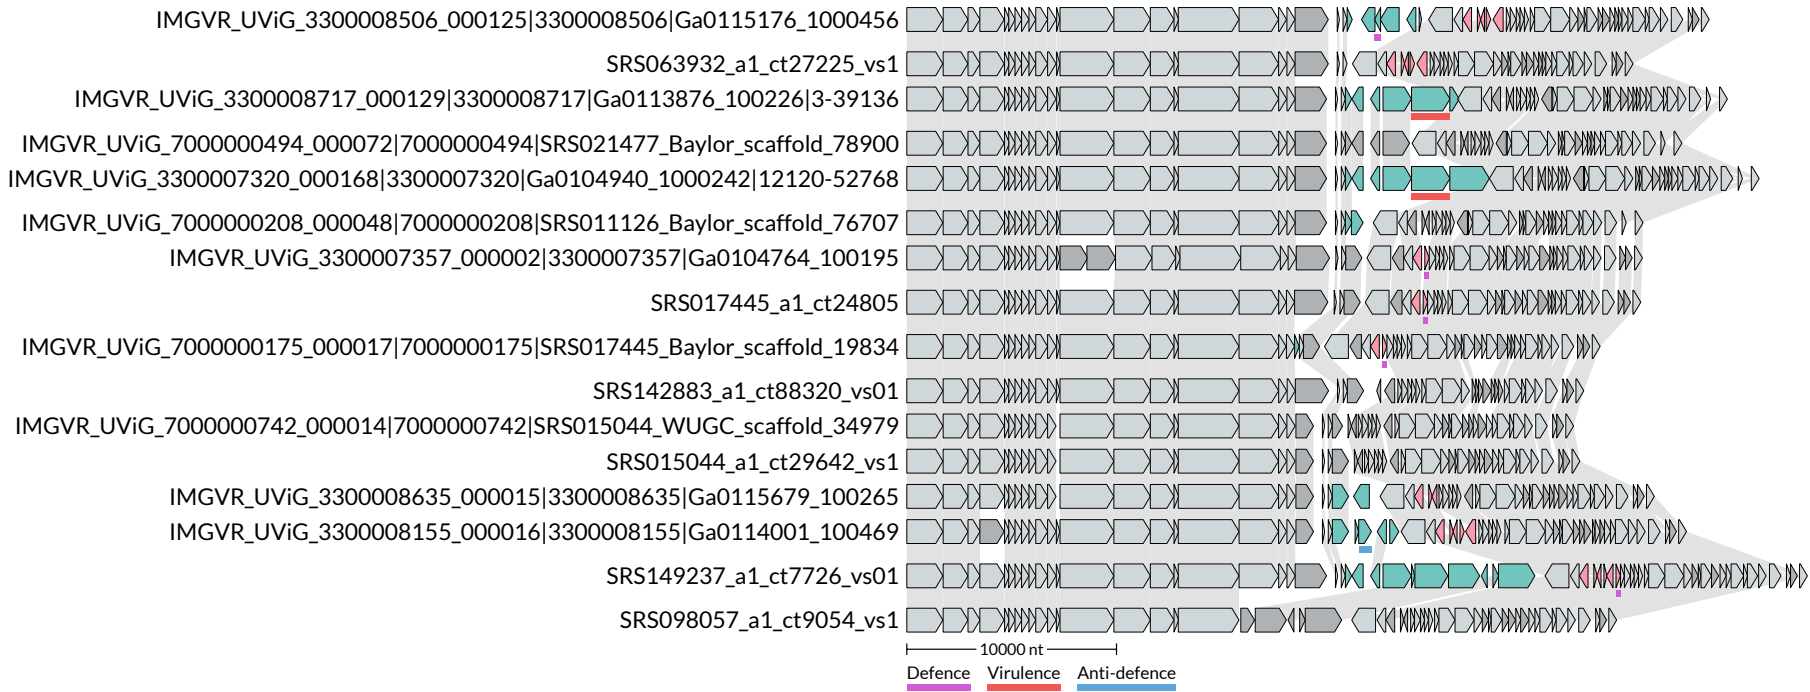 IMGVR_UViG_3300008506_000125|3300008506|Ga0115176_1000456
SRS063932_a1_ct27225_vs1
IMGVR_UViG_3300008717_000129|3300008717|Ga0113876_100226|3-39136
IMGVR_UViG_7000000494_000072|7000000494|SRS021477_Baylor_scaffold_78900
IMGVR_UViG_3300007320_000168|3300007320|Ga0104940_1000242|12120-52768
IMGVR_UViG_7000000208_000048|7000000208|SRS011126_Baylor_scaffold_76707
IMGVR_UViG_3300007357_000002|3300007357|Ga0104764_100195
SRS017445_a1_ct24805
IMGVR_UViG_7000000175_000017|7000000175|SRS017445_Baylor_scaffold_19834
SRS142883_a1_ct88320_vs01
IMGVR_UViG_7000000742_000014|7000000742|SRS015044_WUGC_scaffold_34979
SRS015044_a1_ct29642_vs1
IMGVR_UViG_3300008635_000015|3300008635|Ga0115679_100265
IMGVR_UViG_3300008155_000016|3300008155|Ga0114001_100469
SRS149237_a1_ct7726_vs01
SRS098057_a1_ct9054_vs1
10000 nt
Defence Virulence Anti-defence